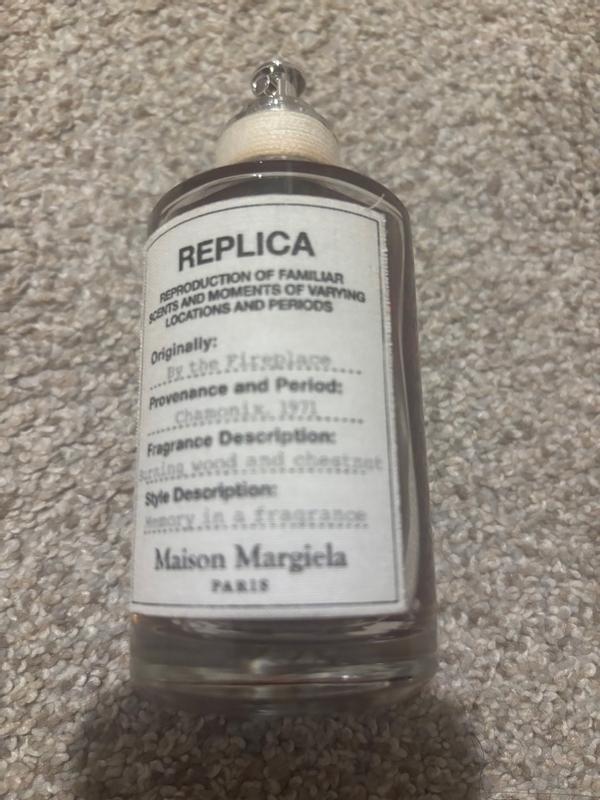 REPLICA
REPRODUCTION OF FAMILIAR
SCENTS AND MOMENTS OF VARYING
LOCATIONS AND PERIODS
Originally:
By the Fireplace
Provenance and Period:
Chamonix, 1971
Fragrance Description:
Burning wood and chestnut
Style Description:
Memory in a fragrance
Maison Margiela
PARIS